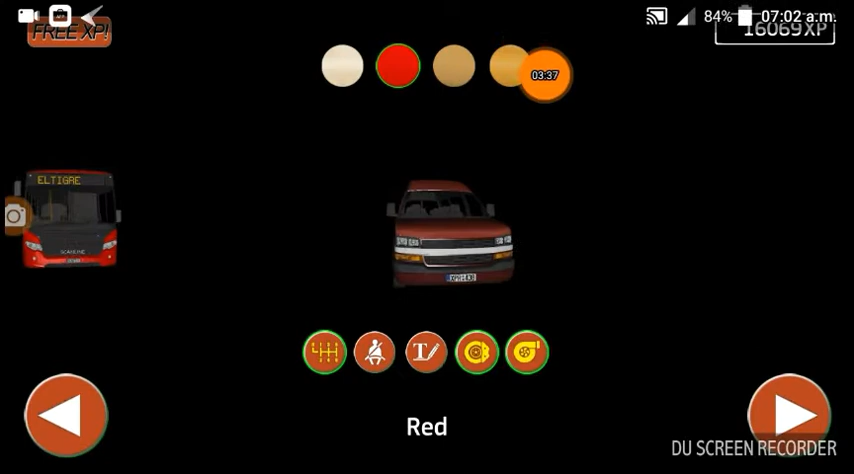 84% 07:02 a.m.
FREE XP!
16069XP
03:37
ELTIGRE
Red
DU SCREEN RECORDER